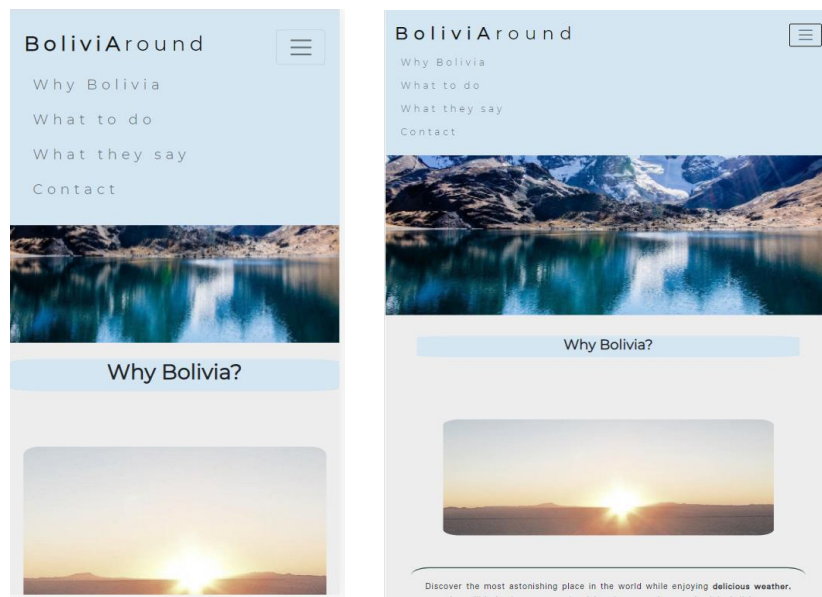 BoliviAround
Why Bolivia
What to do
What they say
Contact
Why Bolivia?
BoliviAround
Why Bolivia
What to do
What they say
Contact
Why Bolivia?
Discover the most astonishing place in the world while enjoying delicious weather.